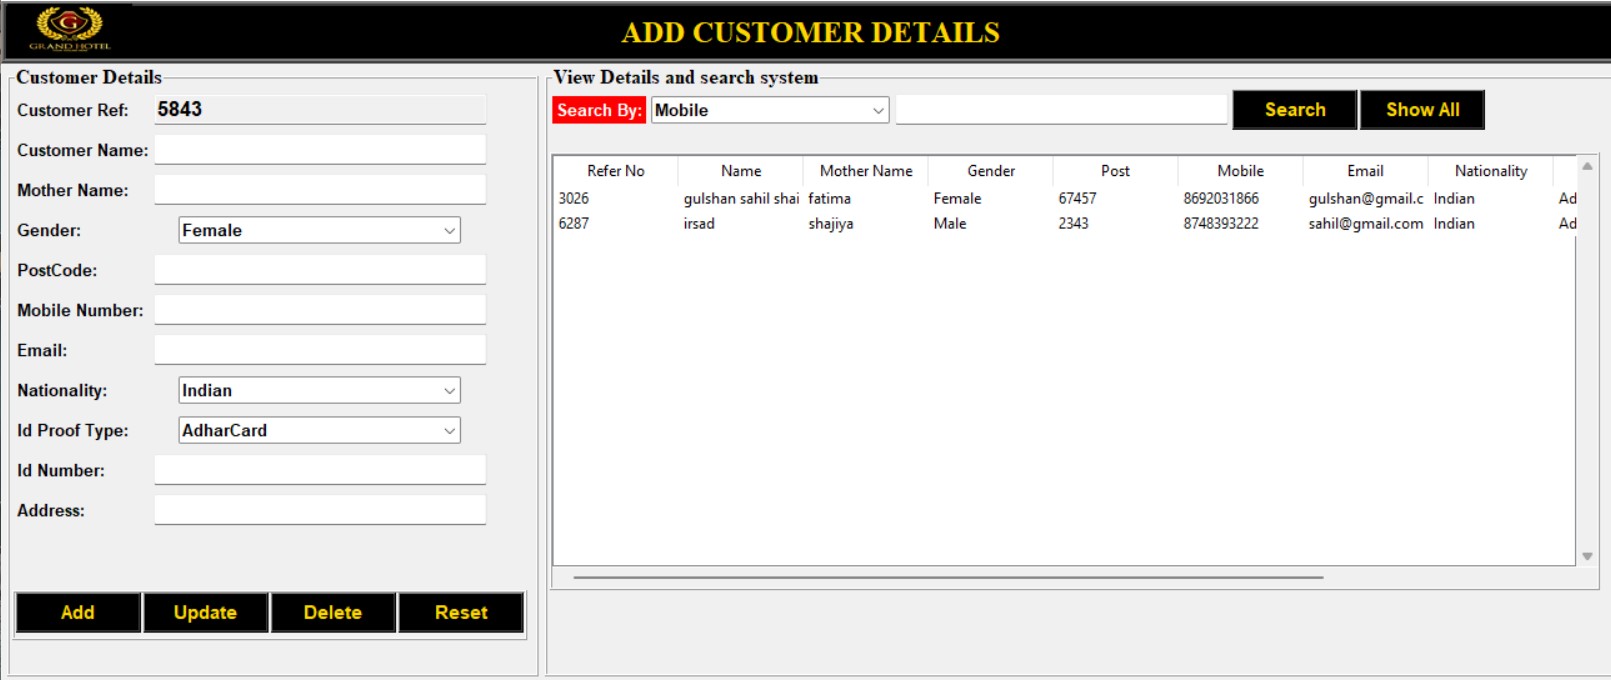 GRAND HOTEL
ADD CUSTOMER DETAILS
Customer Details
Customer Ref: 5843
Customer Name:
Mother Name:
Gender: Female
PostCode:
Mobile Number:
Email:
Nationality: Indian
Id Proof Type: AdharCard
Id Number:
Address:
Add Update Delete Reset
View Details and search system
Search By: Mobile Search Show All
Refer No Name Mother Name Gender Post Mobile Email Nationality
3026 gulshan sahil shai fatima Female 67457 8692031866 gulshan@gmail.c Indian Ad
6287 irsad shajiya Male 2343 8748393222 sahil@gmail.com Indian Ad